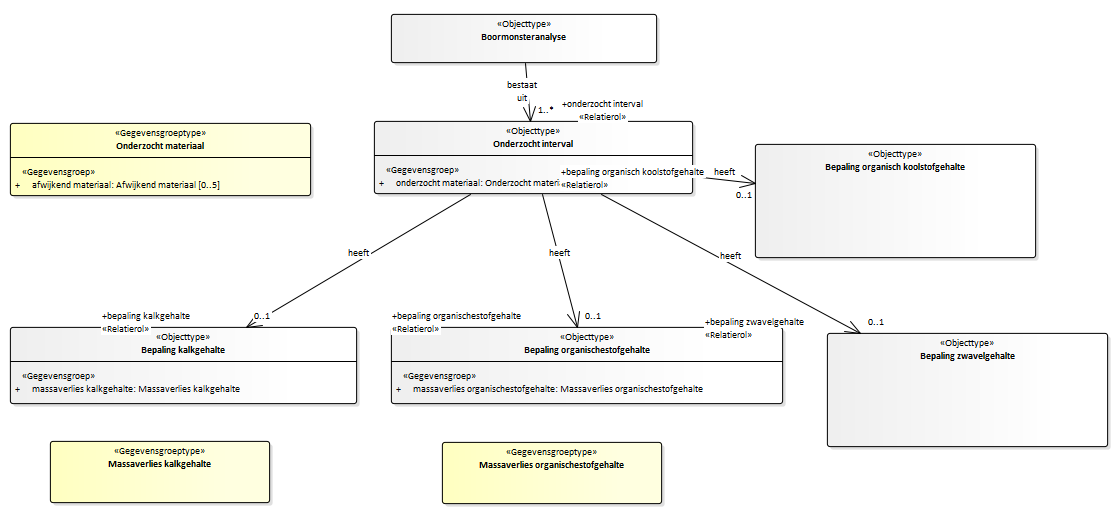 «Objecttype»
Boormonsteranalyse
bestaat
uit
1..*
+onderzocht interval
«Relatierol»
«Gegevensgroeptype»
Onderzocht materiaal
«Gegevensgroep»
+ afwijkend materiaal: Afwijkend materiaal [0..5]
«Objecttype»
Onderzocht interval
«Gegevensgroep»
+ onderzocht materiaal: Onderzocht materi
+bepaling organisch koolstofgehalte
«Relatierol»
heeft
0..1
«Objecttype»
Bepaling organisch koolstofgehalte
heeft
heeft
heeft
+bepaling kalkgehalte
«Relatierol»
0..1
+bepaling organischestofgehalte
«Relatierol»
0..1
+bepaling zwavelgehalte
«Relatierol»
0..1
«Objecttype»
Bepaling kalkgehalte
«Gegevensgroep»
+ massaverlies kalkgehalte: Massaverlies kalkgehalte
«Objecttype»
Bepaling organischestofgehalte
«Gegevensgroep»
+ massaverlies organischestofgehalte: Massaverlies organischestofgehalte
«Objecttype»
Bepaling zwavelgehalte
«Gegevensgroeptype»
Massaverlies kalkgehalte
«Gegevensgroeptype»
Massaverlies organischestofgehalte